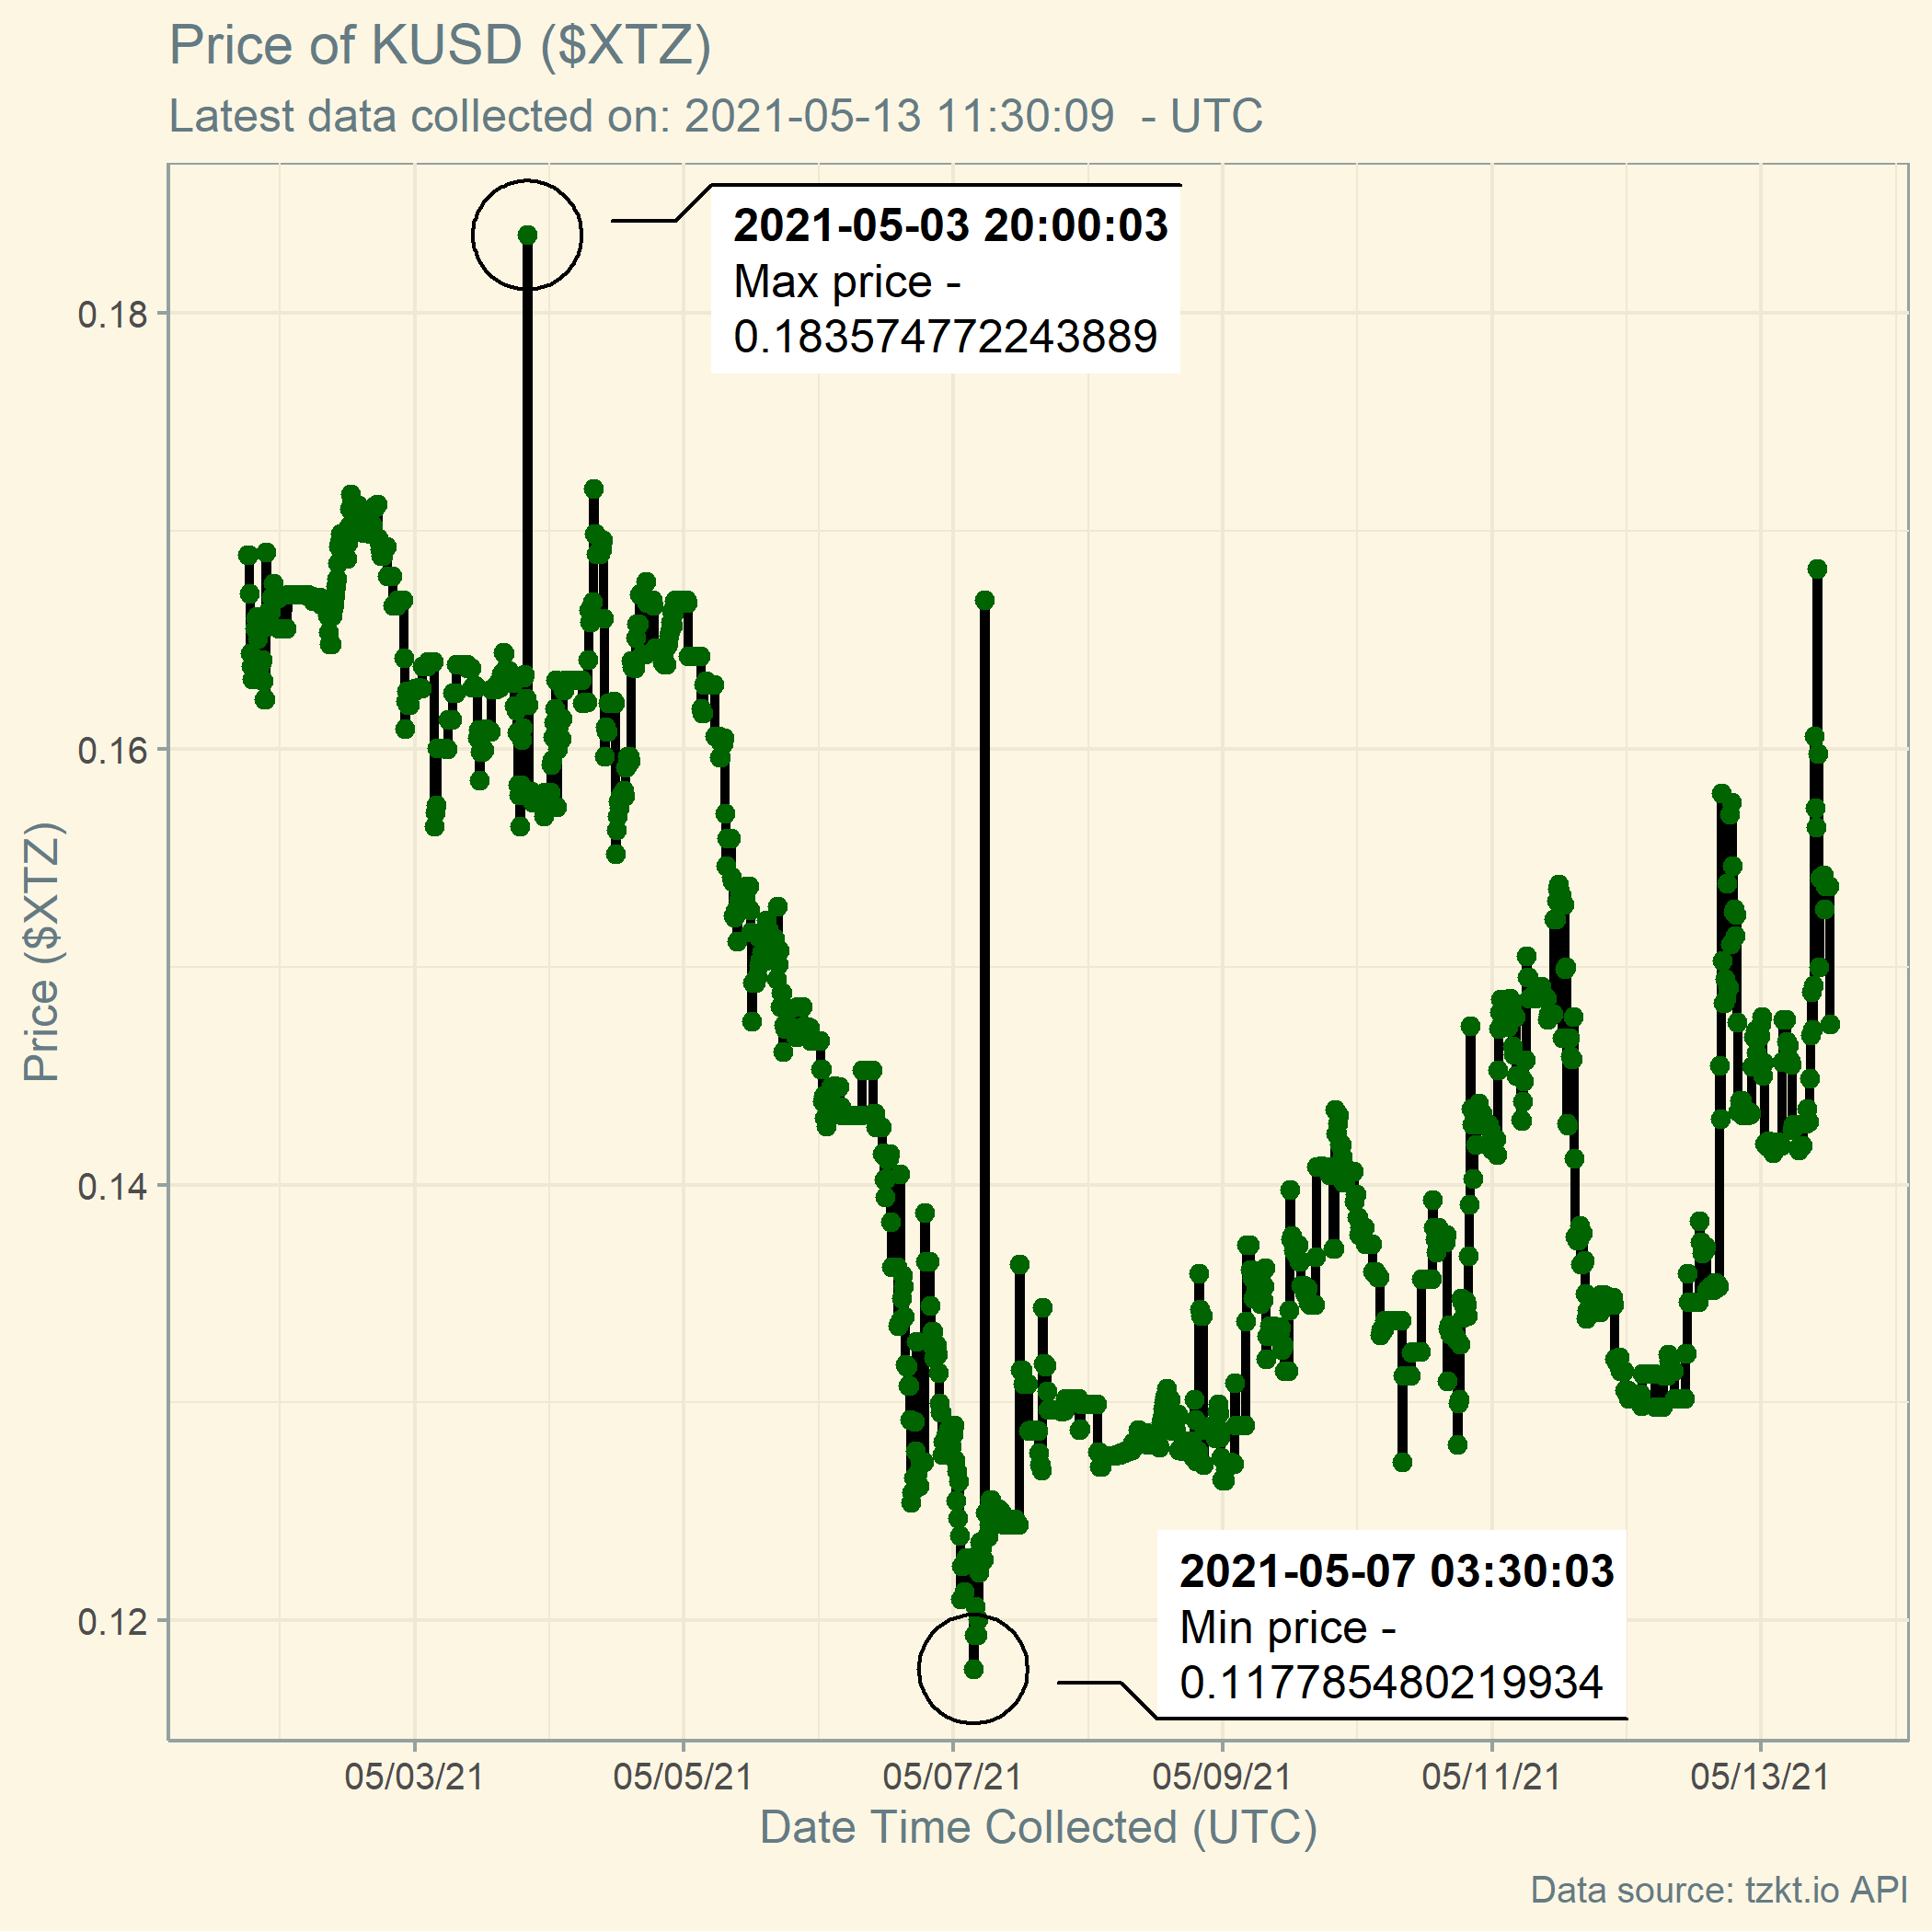 Price of KUSD ($XTZ)
Latest data collected on: 2021-05-13 11:30:09  - UTC
2021-05-03 20:00:03
Max price -
0.183574772243889
0.18
0.16
Price ($XTZ)
0.14
0.12
2021-05-07 03:30:03
Min price -
0.117785480219934
05/03/21 05/05/21 05/07/21 05/09/21 05/11/21 05/13/21
Date Time Collected (UTC)
Data source: tzkt.io API